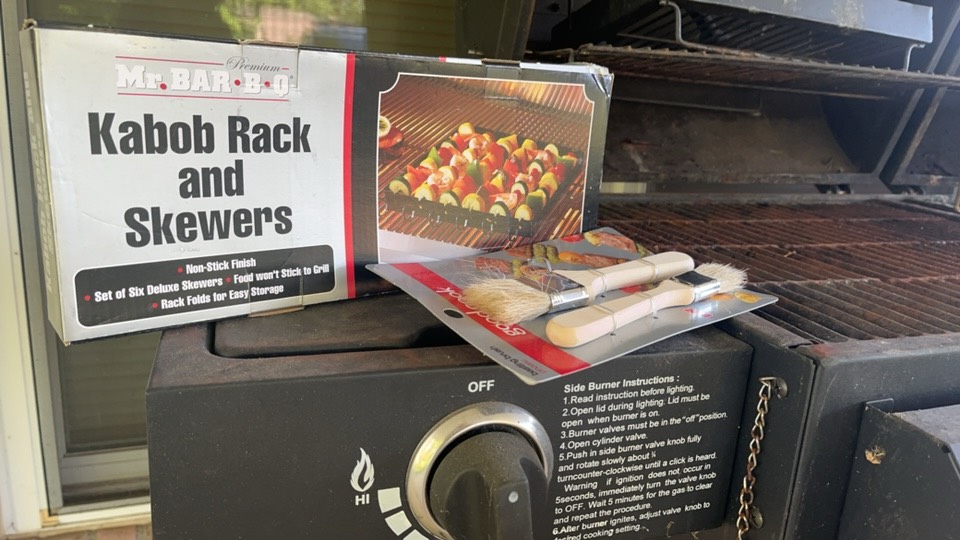 Premium
Mr. BAR·B·Q
Kabob Rack
and
Skewers
• Non-Stick Finish
• Set of Six Deluxe Skewers • Food won't Stick to Grill
• Rack Folds for Easy Storage
goodcook
basting brush
OFF
HI
Side Burner Instructions :
1.Read instruction before lighting.
2.Open lid during lighting. Lid must be
open when burner is on.
3.Burner valves must be in the "off" position.
4.Open cylinder valve.
5.Push in side burner valve knob fully
and rotate slowly about ¼
turncounter-clockwise until a click is heard.
Warning if ignition does not occur in
5seconds, immediately turn the valve knob
to OFF. Wait 5 minutes for the gas to clear
and repeat the procedure.
6.After burner ignites, adjust valve knob to
desired cooking setting.